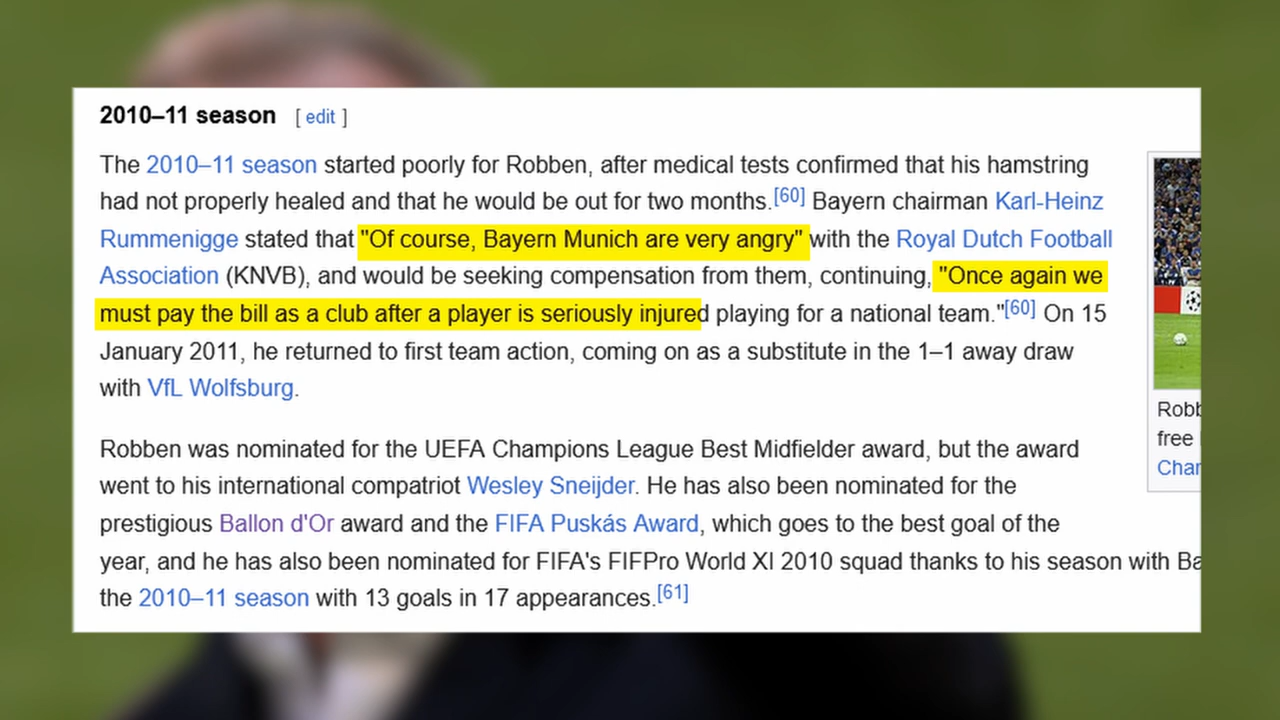 2010–11 season [ edit ]
The 2010–11 season started poorly for Robben, after medical tests confirmed that his hamstring
had not properly healed and that he would be out for two months.[60] Bayern chairman Karl-Heinz
Rummenigge stated that "Of course, Bayern Munich are very angry" with the Royal Dutch Football
Association (KNVB), and would be seeking compensation from them, continuing, "Once again we
must pay the bill as a club after a player is seriously injured playing for a national team."[60] On 15
January 2011, he returned to first team action, coming on as a substitute in the 1–1 away draw
with VfL Wolfsburg.
Robben was nominated for the UEFA Champions League Best Midfielder award, but the award
went to his international compatriot Wesley Sneijder. He has also been nominated for the
prestigious Ballon d'Or award and the FIFA Puskás Award, which goes to the best goal of the
year, and he has also been nominated for FIFA's FIFPro World XI 2010 squad thanks to his season with Ba
the 2010–11 season with 13 goals in 17 appearances.[61]
Robb
free
Char